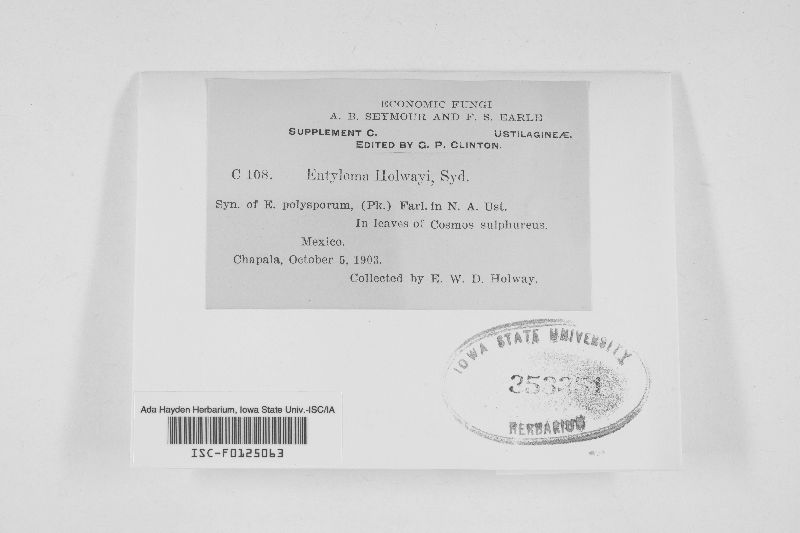 ECONOMIC FUNGI
A. B. SEYMOUR AND F. S. EARLE
SUPPLEMENT C. USTILAGINEÆ.
EDITED BY G. P. CLINTON.
C 108. Entyloma Holwayi, Syd.
Syn. of E. polysporum, (Pk.) Farl. in N. A. Ust.
In leaves of Cosmos sulphureus.
Mexico.
Chapala, October 5, 1903.
Collected by E. W. D. Holway.
IOWA STATE UNIVERSITY
HERBARIUM
Ada Hayden Herbarium, Iowa State Univ.-ISC/IA
ISC-F0125063